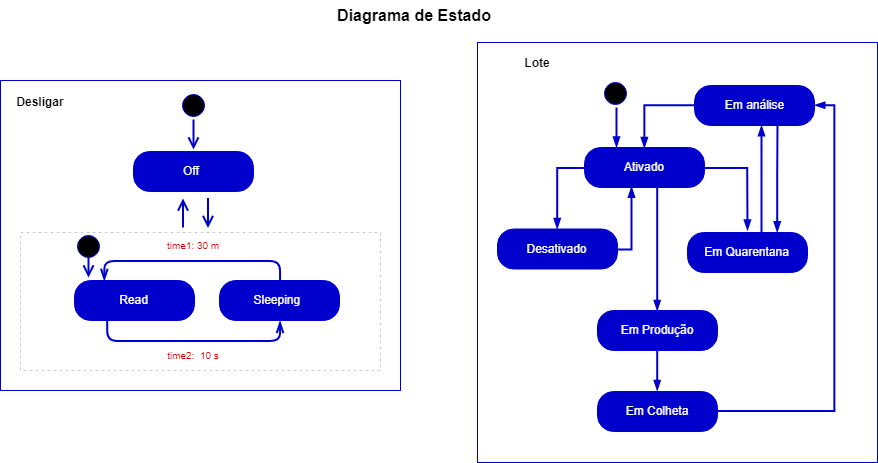 Diagrama de Estado
Desligar
Off
time1: 30 m
Read
Sleeping
time2:  10 s
Lote
Em análise
Ativado
Desativado
Em Quarentana
Em Produção
Em Colheta